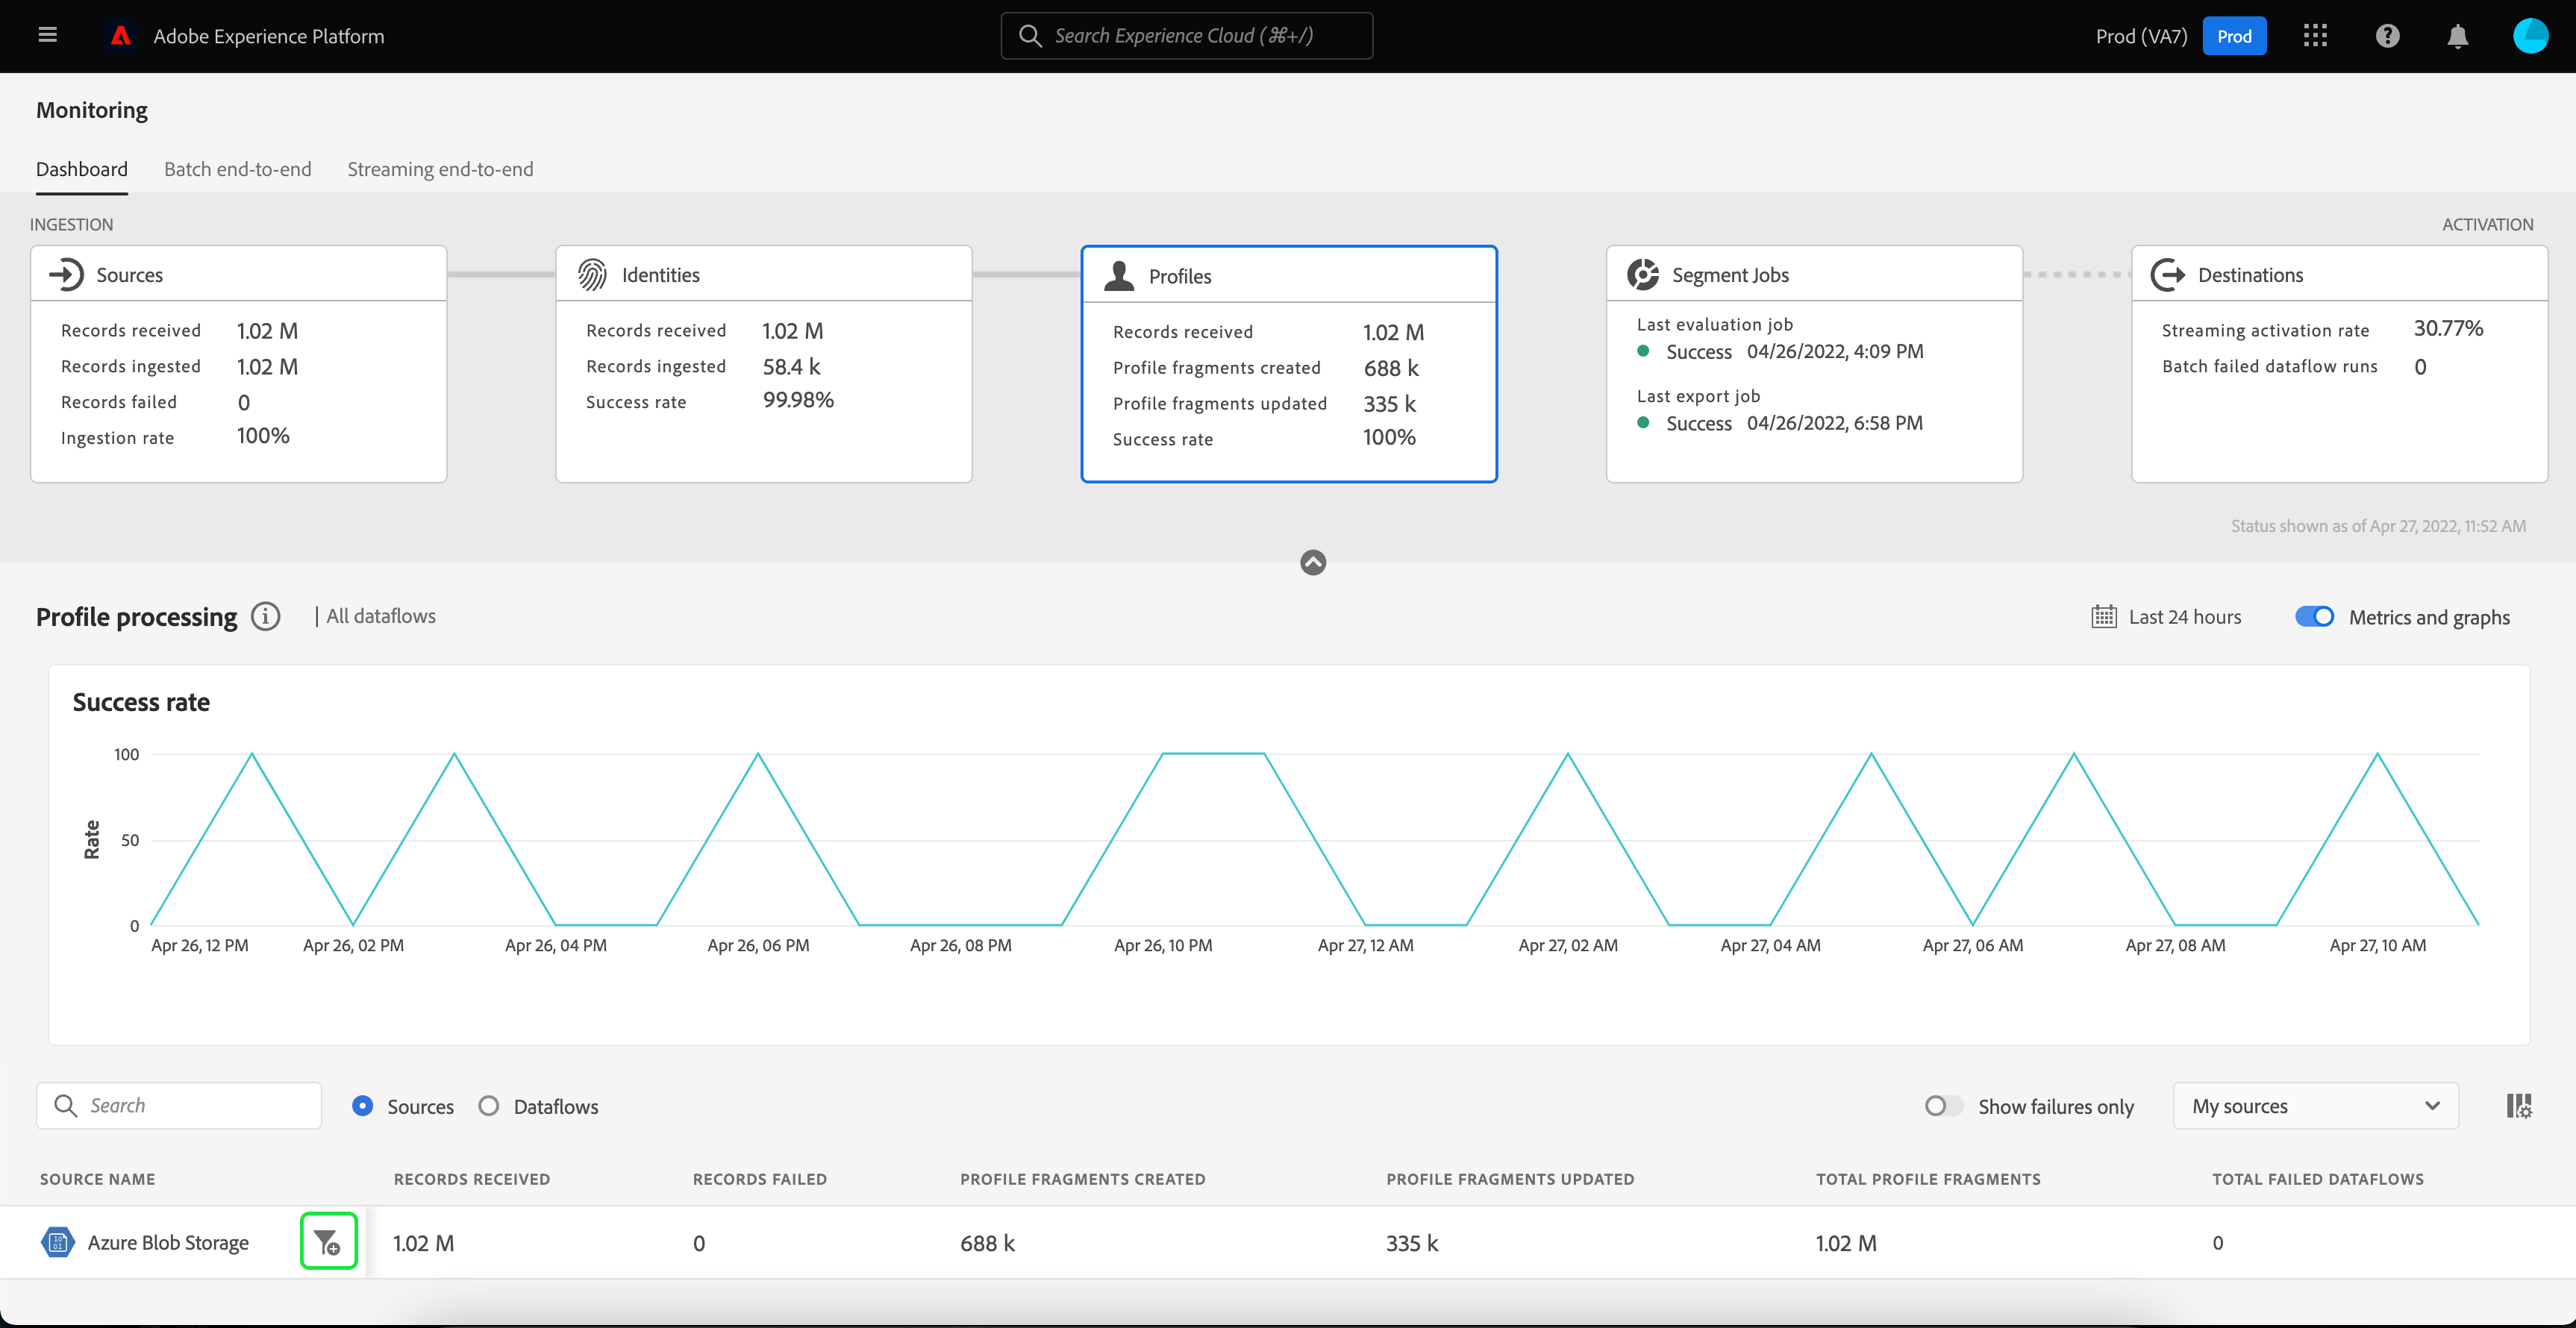 Adobe Experience Platform
Search Experience Cloud (⌘+/)
Prod (VA7)
Prod
Monitoring
Dashboard
Batch end-to-end
Streaming end-to-end
INGESTION
ACTIVATION
Sources
Records received 1.02 M
Records ingested 1.02 M
Records failed 0
Ingestion rate 100%
Identities
Records received 1.02 M
Records ingested 58.4 k
Success rate 99.98%
Profiles
Records received 1.02 M
Profile fragments created 688 k
Profile fragments updated 335 k
Success rate 100%
Segment Jobs
Last evaluation job
Success 04/26/2022, 4:09 PM
Last export job
Success 04/26/2022, 6:58 PM
Destinations
Streaming activation rate 30.77%
Batch failed dataflow runs 0
Status shown as of Apr 27, 2022, 11:52 AM
Profile processing
| All dataflows
Last 24 hours
Metrics and graphs
Success rate
Rate
100
50
0
Apr 26, 12 PM
Apr 26, 02 PM
Apr 26, 04 PM
Apr 26, 06 PM
Apr 26, 08 PM
Apr 26, 10 PM
Apr 27, 12 AM
Apr 27, 02 AM
Apr 27, 04 AM
Apr 27, 06 AM
Apr 27, 08 AM
Apr 27, 10 AM
Search
Sources
Dataflows
Show failures only
My sources
SOURCE NAME RECORDS RECEIVED RECORDS FAILED PROFILE FRAGMENTS CREATED PROFILE FRAGMENTS UPDATED TOTAL PROFILE FRAGMENTS TOTAL FAILED DATAFLOWS
Azure Blob Storage 1.02 M 0 688 k 335 k 1.02 M 0